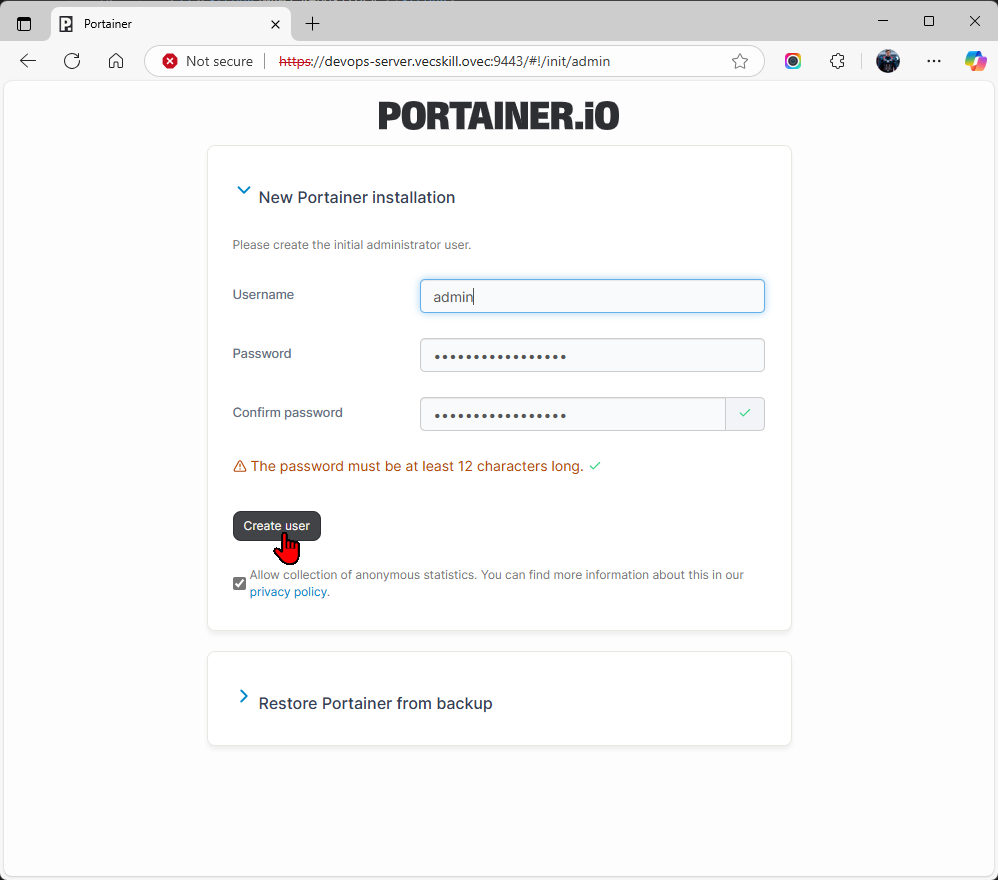 Portainer
Not secure https://devops-server.vecskill.ovec:9443/#!/init/admin
PORTAINER.iO
New Portainer installation
Please create the initial administrator user.
Username
admin
Password
•••••••••••••••••
Confirm password
•••••••••••••••••
The password must be at least 12 characters long.
Create user
Allow collection of anonymous statistics. You can find more information about this in our
privacy policy.
Restore Portainer from backup